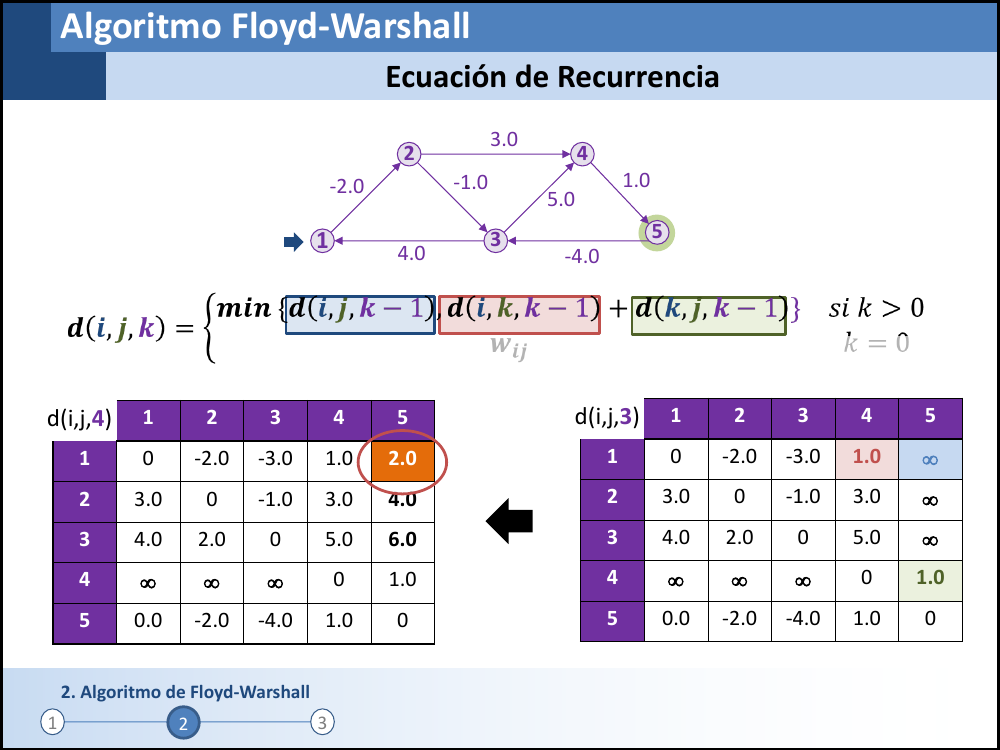 Algoritmo Floyd-Warshall
Ecuación de Recurrencia
3.0
2 4
-2.0 -1.0 5.0 1.0
1 3 5
4.0 -4.0
d(i,j,k) = { min {d(i,j,k − 1), d(i,k,k − 1) + d(k,j,k − 1)} si k > 0
w_ij k = 0
d(i,j,4) 1 2 3 4 5
1 0 -2.0 -3.0 1.0 2.0
2 3.0 0 -1.0 3.0 4.0
3 4.0 2.0 0 5.0 6.0
4 ∞ ∞ ∞ 0 1.0
5 0.0 -2.0 -4.0 1.0 0
d(i,j,3) 1 2 3 4 5
1 0 -2.0 -3.0 1.0 ∞
2 3.0 0 -1.0 3.0 ∞
3 4.0 2.0 0 5.0 ∞
4 ∞ ∞ ∞ 0 1.0
5 0.0 -2.0 -4.0 1.0 0
2. Algoritmo de Floyd-Warshall
1 2 3